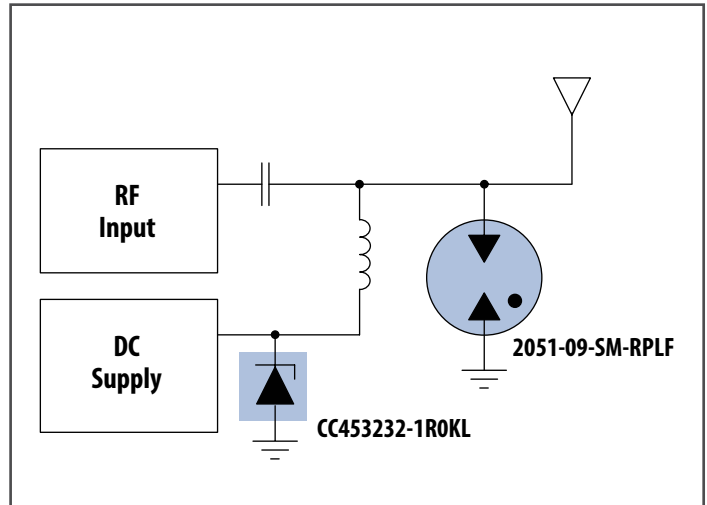 RF
Input
DC
Supply
2051-09-SM-RPLF
CC453232-1R0KL